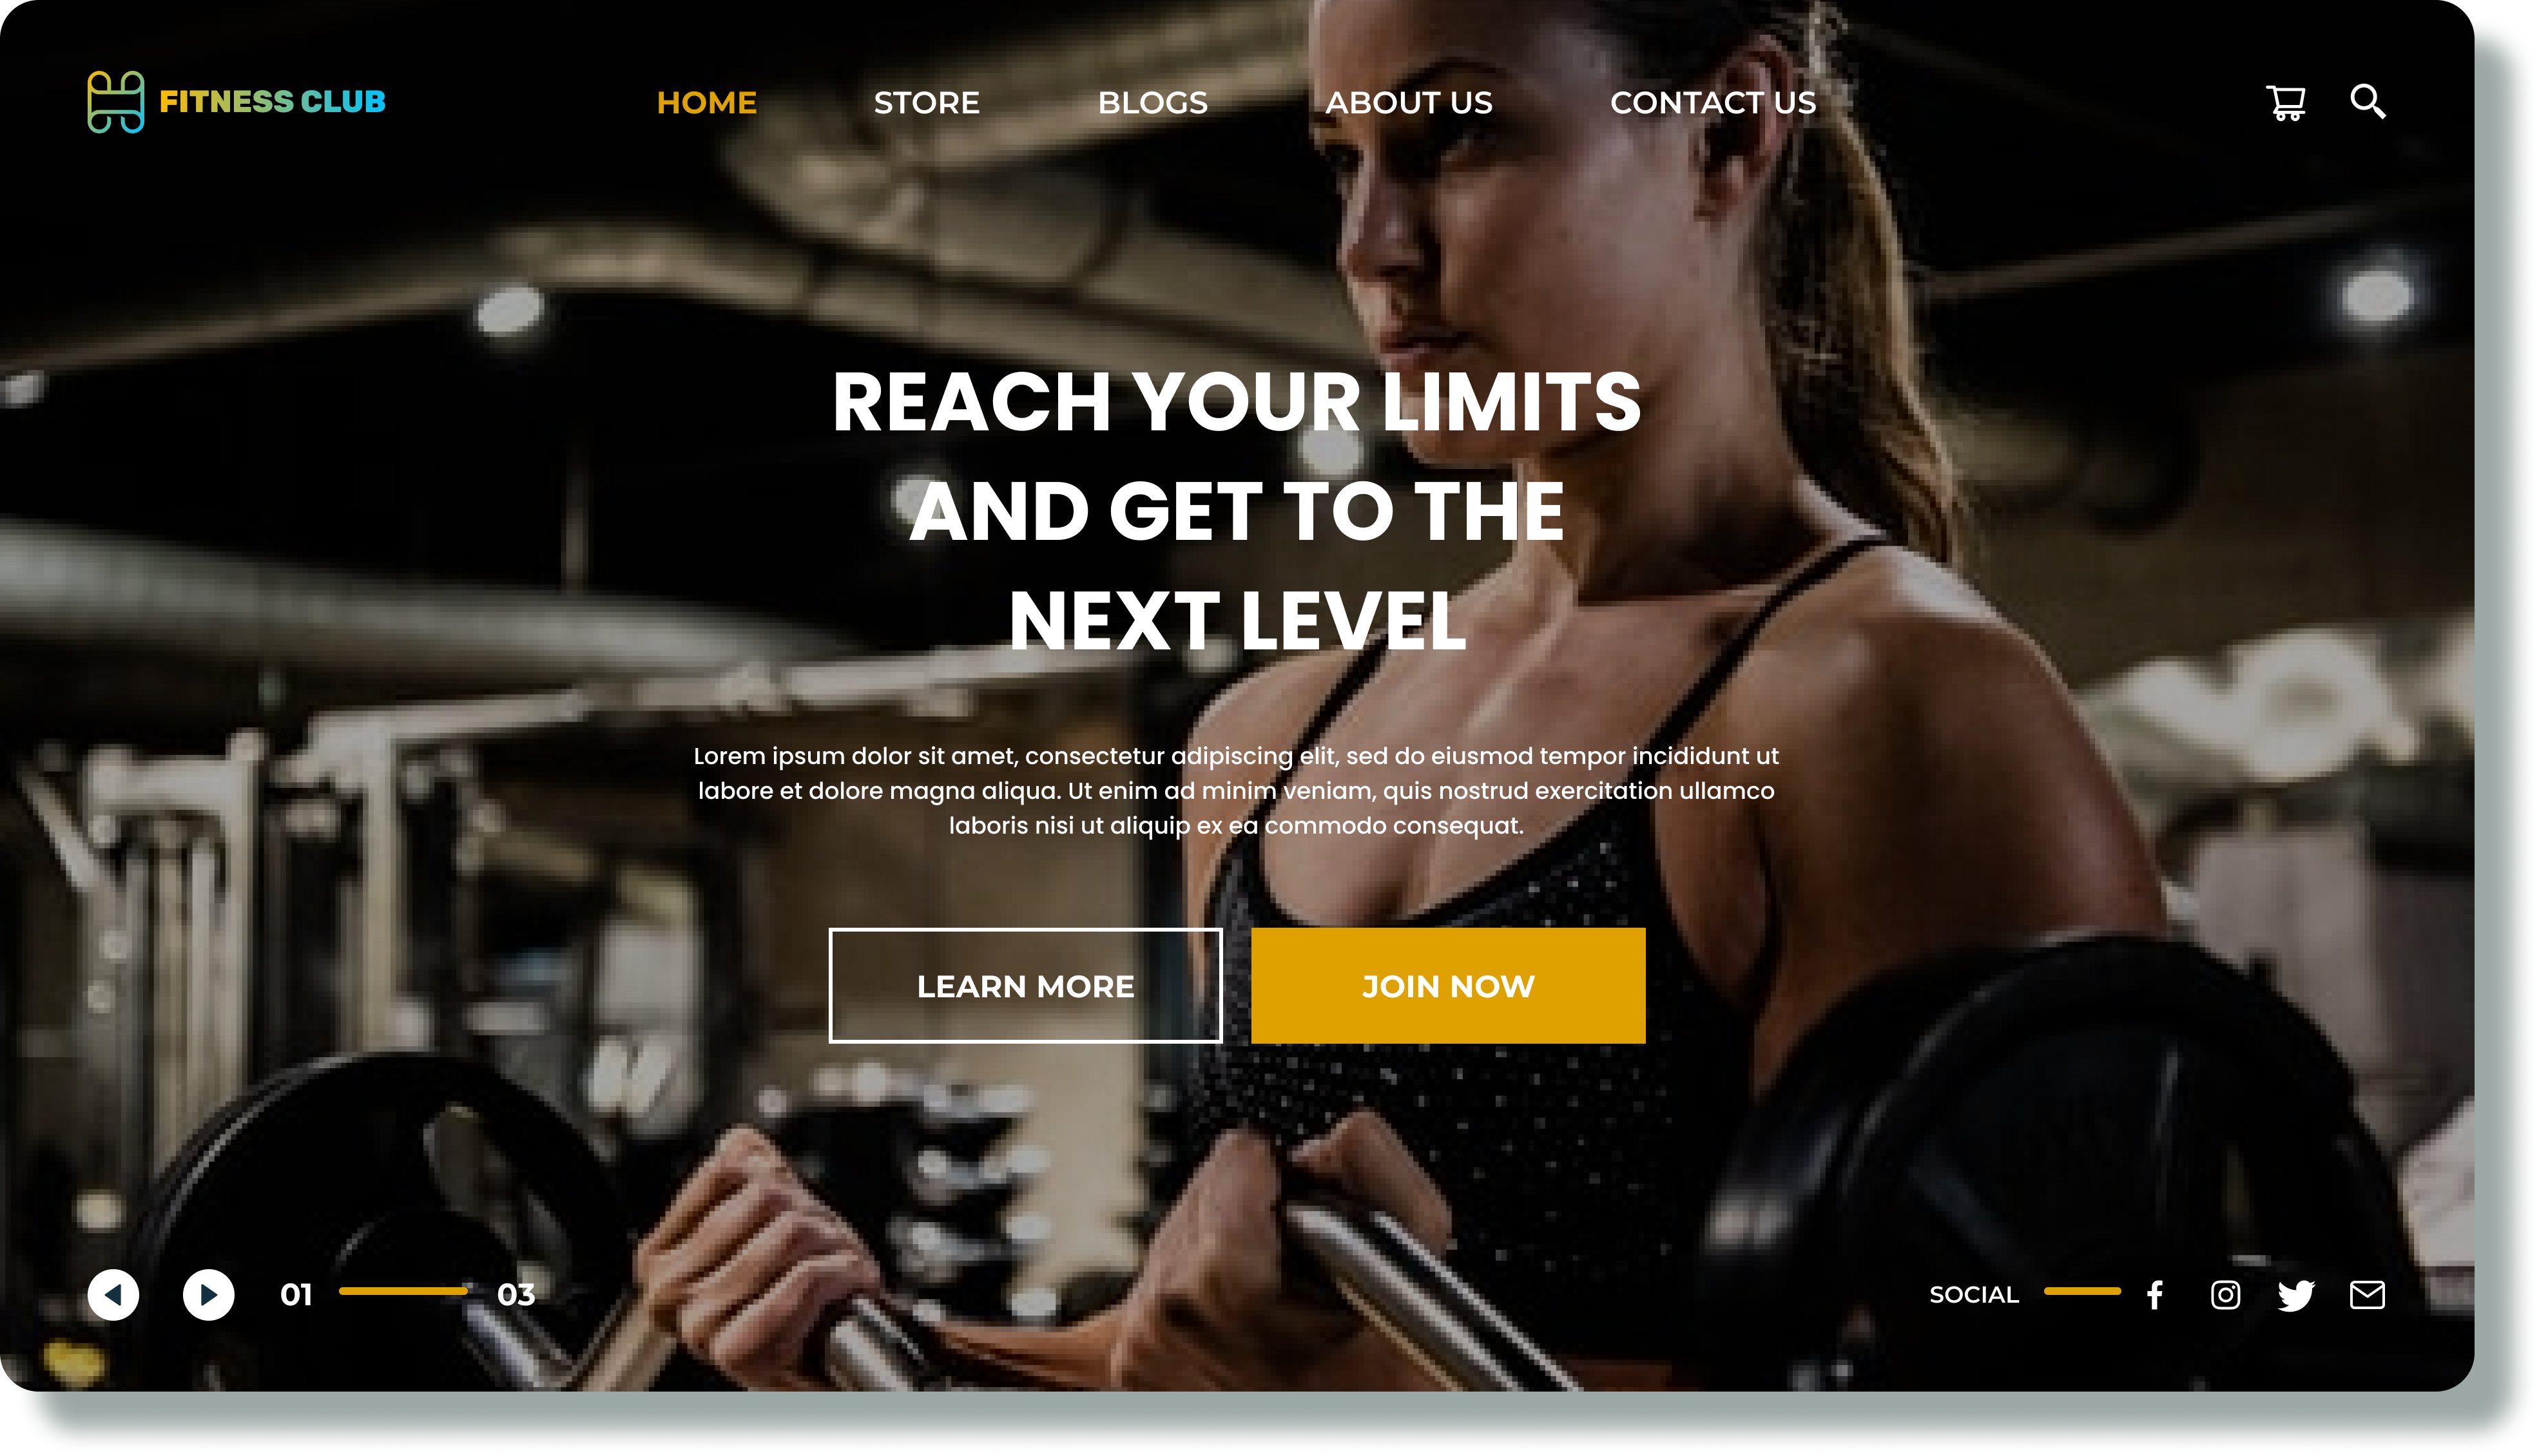 FITNESS CLUB
HOME STORE BLOGS ABOUT US CONTACT US
REACH YOUR LIMITS
AND GET TO THE
NEXT LEVEL
Lorem ipsum dolor sit amet, consectetur adipiscing elit, sed do eiusmod tempor incididunt ut
labore et dolore magna aliqua. Ut enim ad minim veniam, quis nostrud exercitation ullamco
laboris nisi ut aliquip ex ea commodo consequat.
LEARN MORE JOIN NOW
01 03 SOCIAL